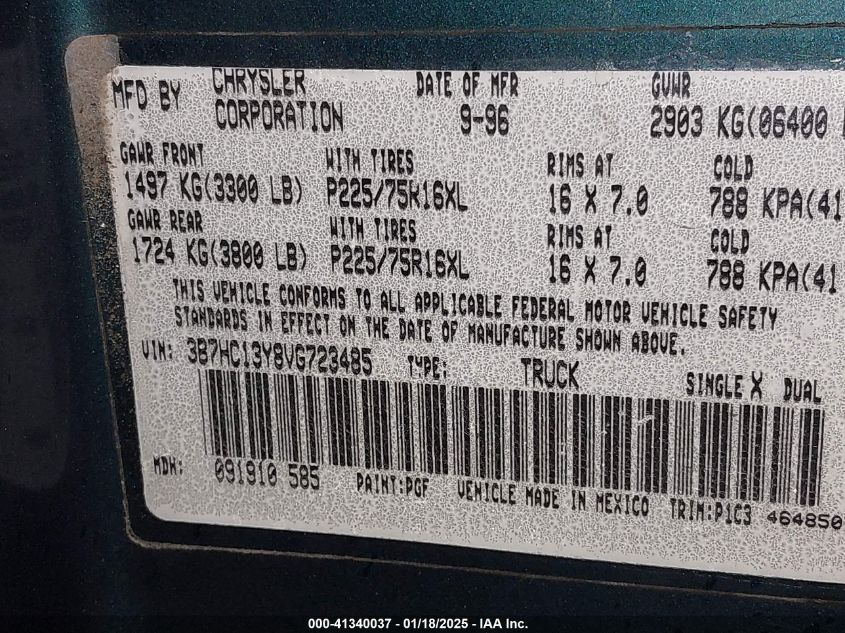 MFD BY CHRYSLER CORPORATION DATE OF MFR 9-96 GVWR 2903 KG(06400
GAWR FRONT WITH TIRES RIMS AT COLD
1497 KG(3300 LB) P225/75R16XL 16 X 7.0 788 KPA(41
GAWR REAR WITH TIRES RIMS AT COLD
1724 KG(3800 LB) P225/75R16XL 16 X 7.0 788 KPA(41
THIS VEHICLE CONFORMS TO ALL APPLICABLE FEDERAL MOTOR VEHICLE SAFETY
STANDARDS IN EFFECT ON THE DATE OF MANUFACTURE SHOWN ABOVE.
VIN: 3B7HC13Y8VG723485 TYPE: TRUCK SINGLE X DUAL
MDH: 091910 585 PAINT:PGF VEHICLE MADE IN MEXICO TRIM:P1C3 464850
000-41340037 - 01/18/2025 - IAA Inc.